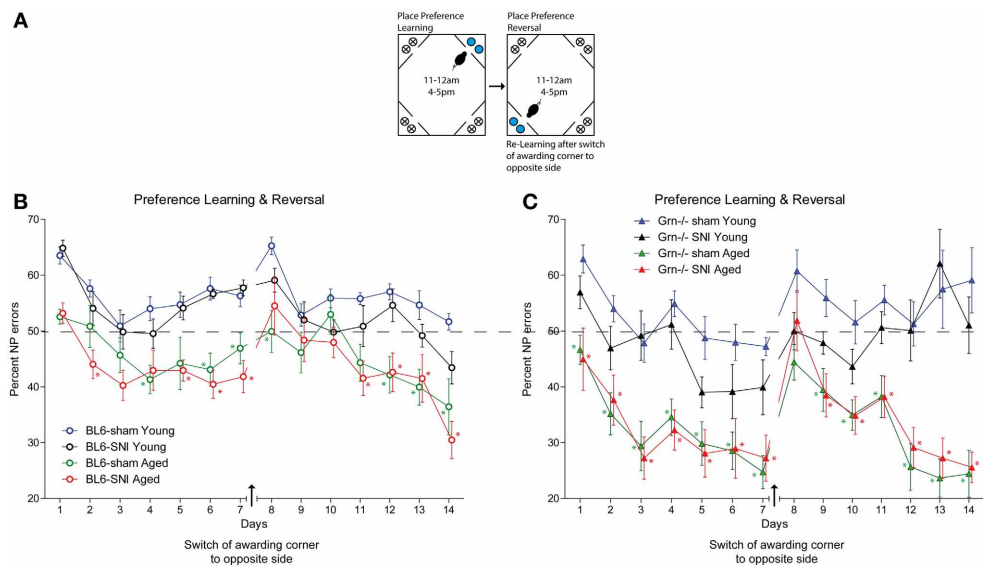 A
Place Preference
Learning
Place Preference
Reversal
11-12am
4-5pm
11-12am
4-5pm
Re-Learning after switch
of awarding corner to
opposite side
B
Preference Learning & Reversal
70
60
50
40
30
20
Percent NP errors
BL6-sham Young
BL6-SNI Young
BL6-sham Aged
BL6-SNI Aged
1 2 3 4 5 6 7 8 9 10 11 12 13 14
Days
Switch of awarding corner
to opposite side
C
Preference Learning & Reversal
70
60
50
40
30
20
Percent NP errors
Grn-/- sham Young
Grn-/- SNI Young
Grn-/- sham Aged
Grn-/- SNI Aged
1 2 3 4 5 6 7 8 9 10 11 12 13 14
Days
Switch of awarding corner
to opposite side